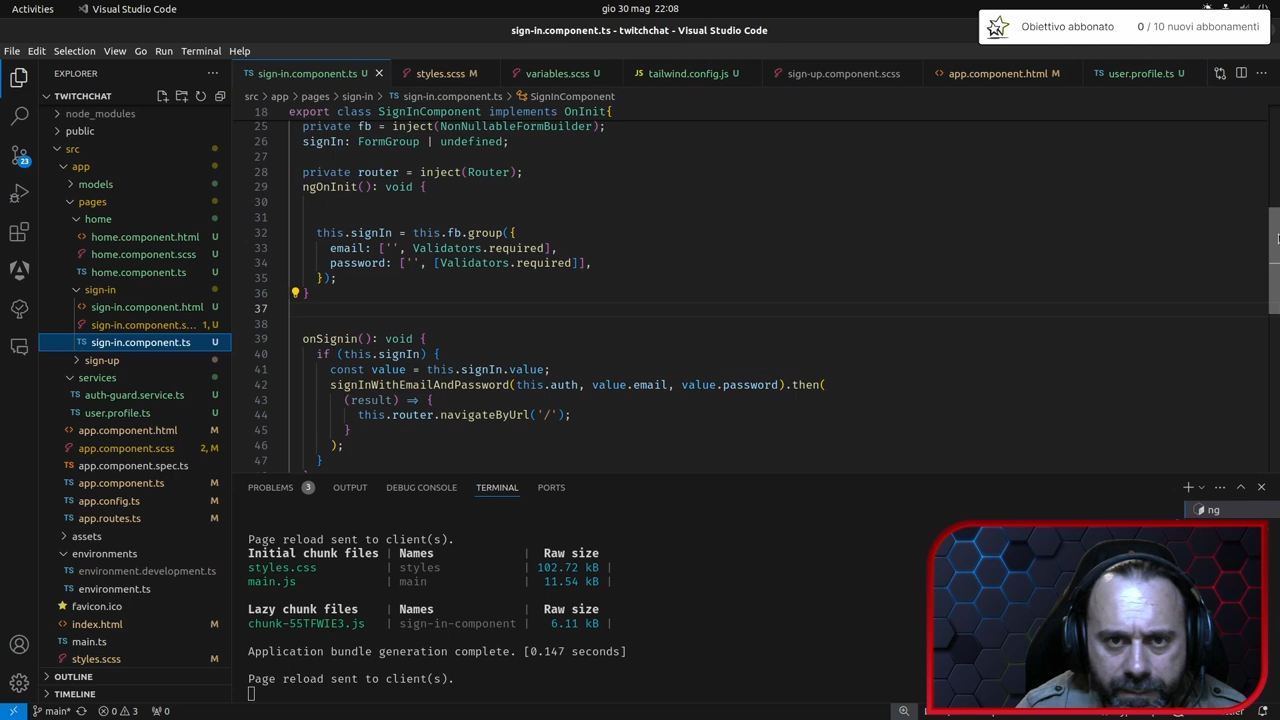 Activities
Visual Studio Code
gio 30 mag 22:08
sign-in.component.ts - twitchchat - Visual Studio Code
Obiettivo abbonato
0 / 10 nuovi abbonamenti
File Edit Selection View Go Run Terminal Help
EXPLORER
TWITCHCHAT
node_modules
public
src
app
models
pages
home
home.component.html U
home.component.scss U
home.component.ts U
sign-in
sign-in.component.html U
sign-in.component.s... 1, U
sign-in.component.ts U
sign-up
services
auth-guard.service.ts U
user.profile.ts U
app.component.html M
app.component.scss 2, M
app.component.spec.ts
app.component.ts M
app.config.ts M
app.routes.ts M
assets
environments
environment.development.ts
environment.ts
favicon.ico
index.html M
main.ts
styles.scss M
OUTLINE
TIMELINE
23
sign-in.component.ts U
styles.scss M
variables.scss U
tailwind.config.js U
sign-up.component.scss
app.component.html M
user.profile.ts U
src > app > pages > sign-in > sign-in.component.ts > SignInComponent
18 export class SignInComponent implements OnInit{
25 private fb = inject(NonNullableFormBuilder);
26 signIn: FormGroup | undefined;
27
28 private router = inject(Router);
29 ngOnInit(): void {
30
31
32 this.signIn = this.fb.group({
33 email: ['', Validators.required],
34 password: ['', [Validators.required]],
35 });
36 }
37
38
39 onSignin(): void {
40 if (this.signIn) {
41 const value = this.signIn.value;
42 signInWithEmailAndPassword(this.auth, value.email, value.password).then(
43 (result) => {
44 this.router.navigateByUrl('/');
45 }
46 );
47 }
PROBLEMS 3 OUTPUT DEBUG CONSOLE TERMINAL PORTS
ng
Page reload sent to client(s).
Initial chunk files | Names | Raw size
styles.css | styles | 102.72 kB |
main.js | main | 11.54 kB |
Lazy chunk files | Names | Raw size
chunk-55TFWIE3.js | sign-in-component | 6.11 kB |
Application bundle generation complete. [0.147 seconds]
Page reload sent to client(s).
main* 0 3 0